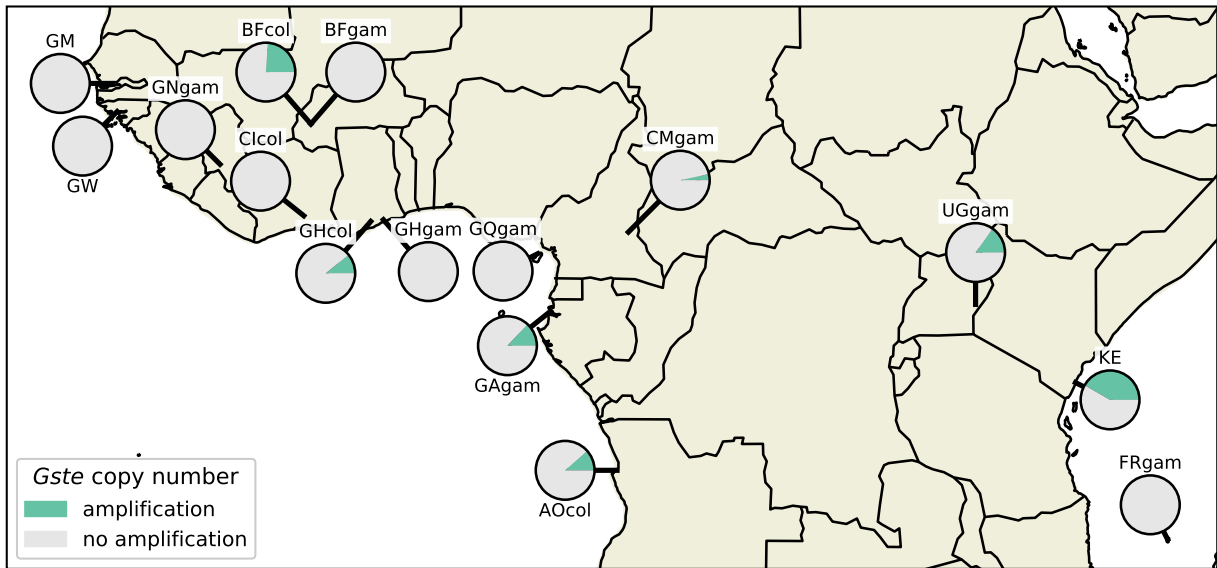 BFcol
BFgam
GM
GNgam
CIcol
CMgam
GW
UGgam
GHcol
GHgam
GQgam
KE
GAgam
FRgam
AOcol
Gste copy number
amplification
no amplification